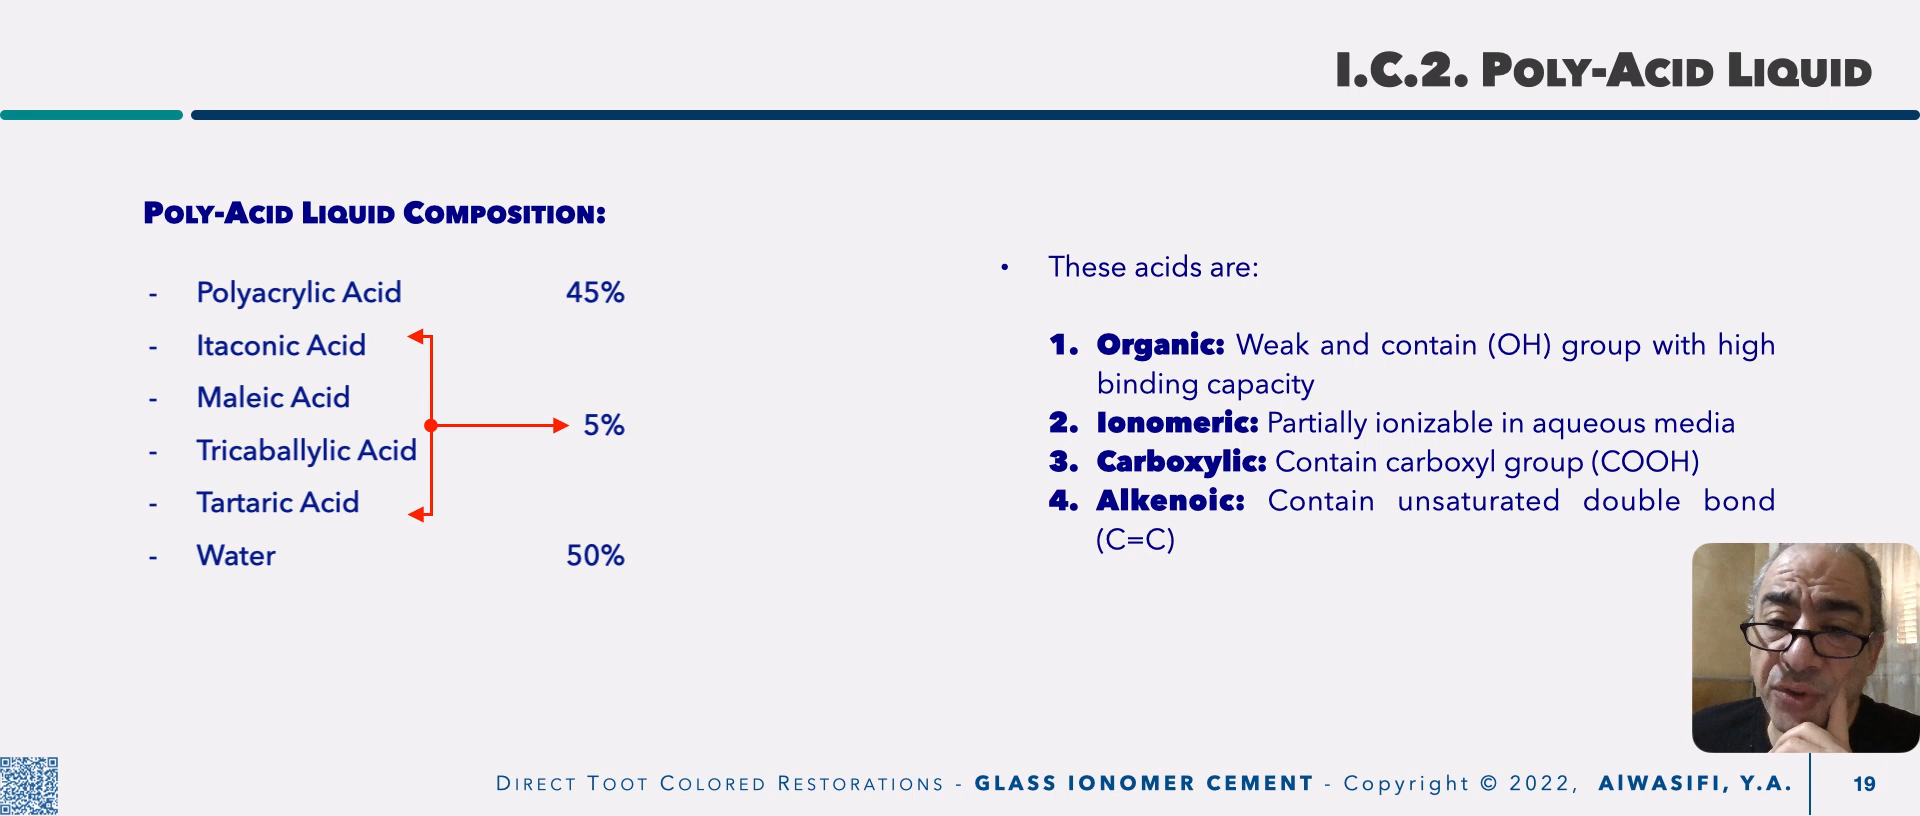 I.C.2. Poly-Acid Liquid
Poly-Acid Liquid Composition:
- Polyacrylic Acid 45%
- Itaconic Acid
- Maleic Acid
5%
- Tricaballylic Acid
- Tartaric Acid
- Water 50%
• These acids are:
1. Organic: Weak and contain (OH) group with high
binding capacity
2. Ionomeric: Partially ionizable in aqueous media
3. Carboxylic: Contain carboxyl group (COOH)
4. Alkenoic: Contain unsaturated double bond
(C=C)
Direct Toot Colored Restorations - GLASS IONOMER CEMENT - Copyright © 2022, AlWASIFI, Y.A. 19